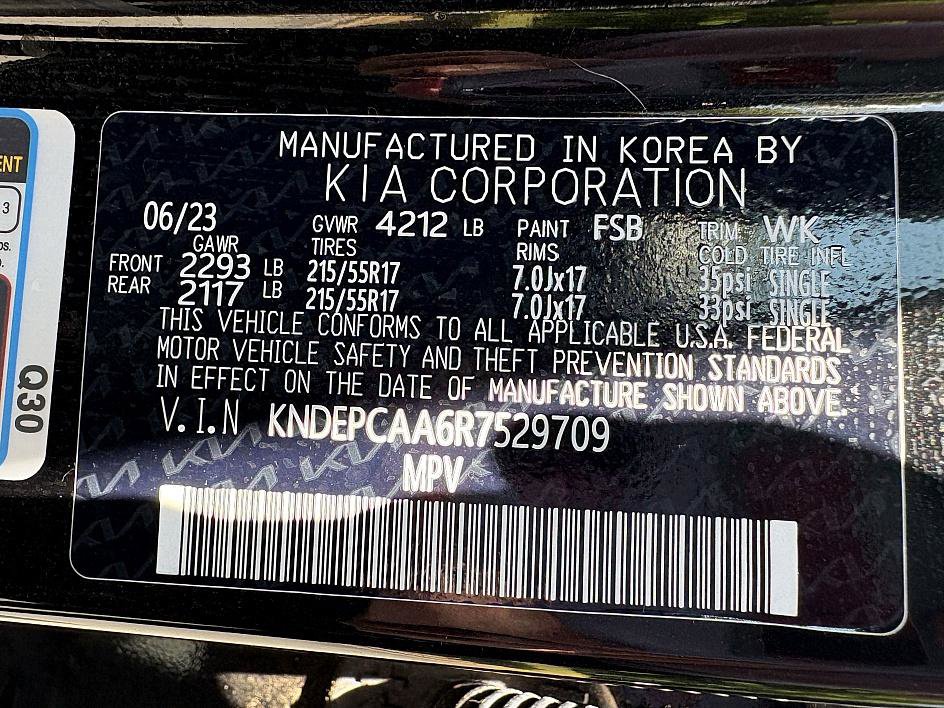 MANUFACTURED IN KOREA BY
KIA CORPORATION
06/23 GVWR 4212 LB PAINT FSB TRIM WK
GAWR TIRES RIMS COLD TIRE INFL
FRONT 2293 LB 215/55R17 7.0Jx17 35psi SINGLE
REAR 2117 LB 215/55R17 7.0Jx17 33psi SINGLE
THIS VEHICLE CONFORMS TO ALL APPLICABLE U.S.A. FEDERAL
MOTOR VEHICLE SAFETY AND THEFT PREVENTION STANDARDS
IN EFFECT ON THE DATE OF MANUFACTURE SHOWN ABOVE.
V.I.N KNDEPCAA6R7529709
MPV
ENT
3
Q30